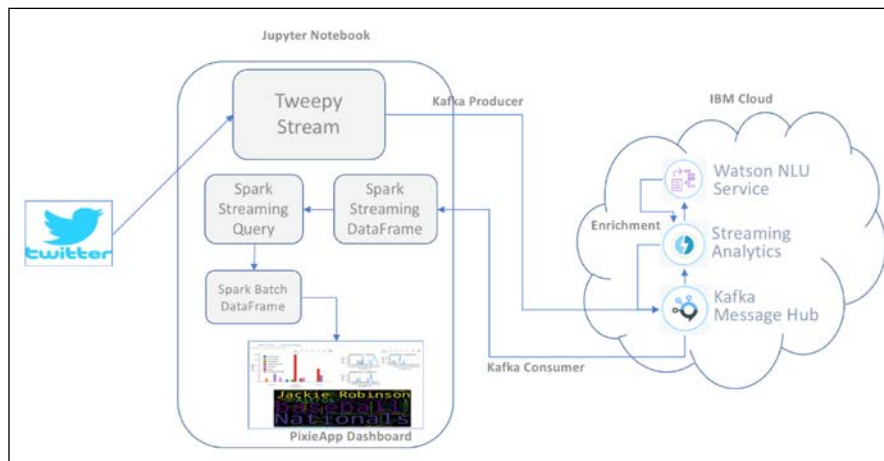 Jupyter Notebook
Tweepy
Stream
Kafka Producer
IBM Cloud
Watson NLU
Service
Spark
Streaming
Query
Spark
Streaming
DataFrame
Enrichment
Streaming
Analytics
twitter
Spark Batch
DataFrame
Kafka
Message Hub
Kafka Consumer
Jackie Robinson
baseball
Nationals
PixieApp Dashboard